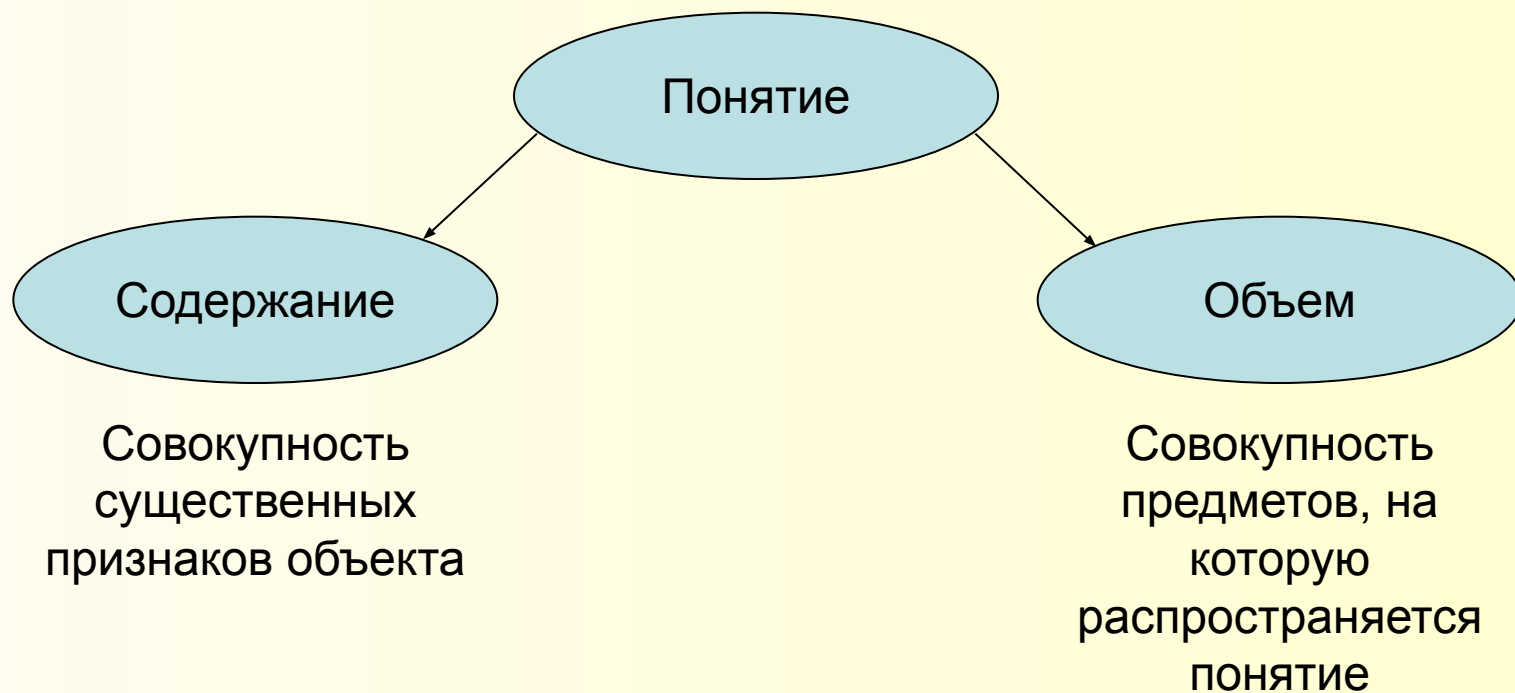 Понятие
Содержание
Объем
Совокупность
существенных
признаков объекта
Совокупность
предметов, на
которую
распространяется
понятие